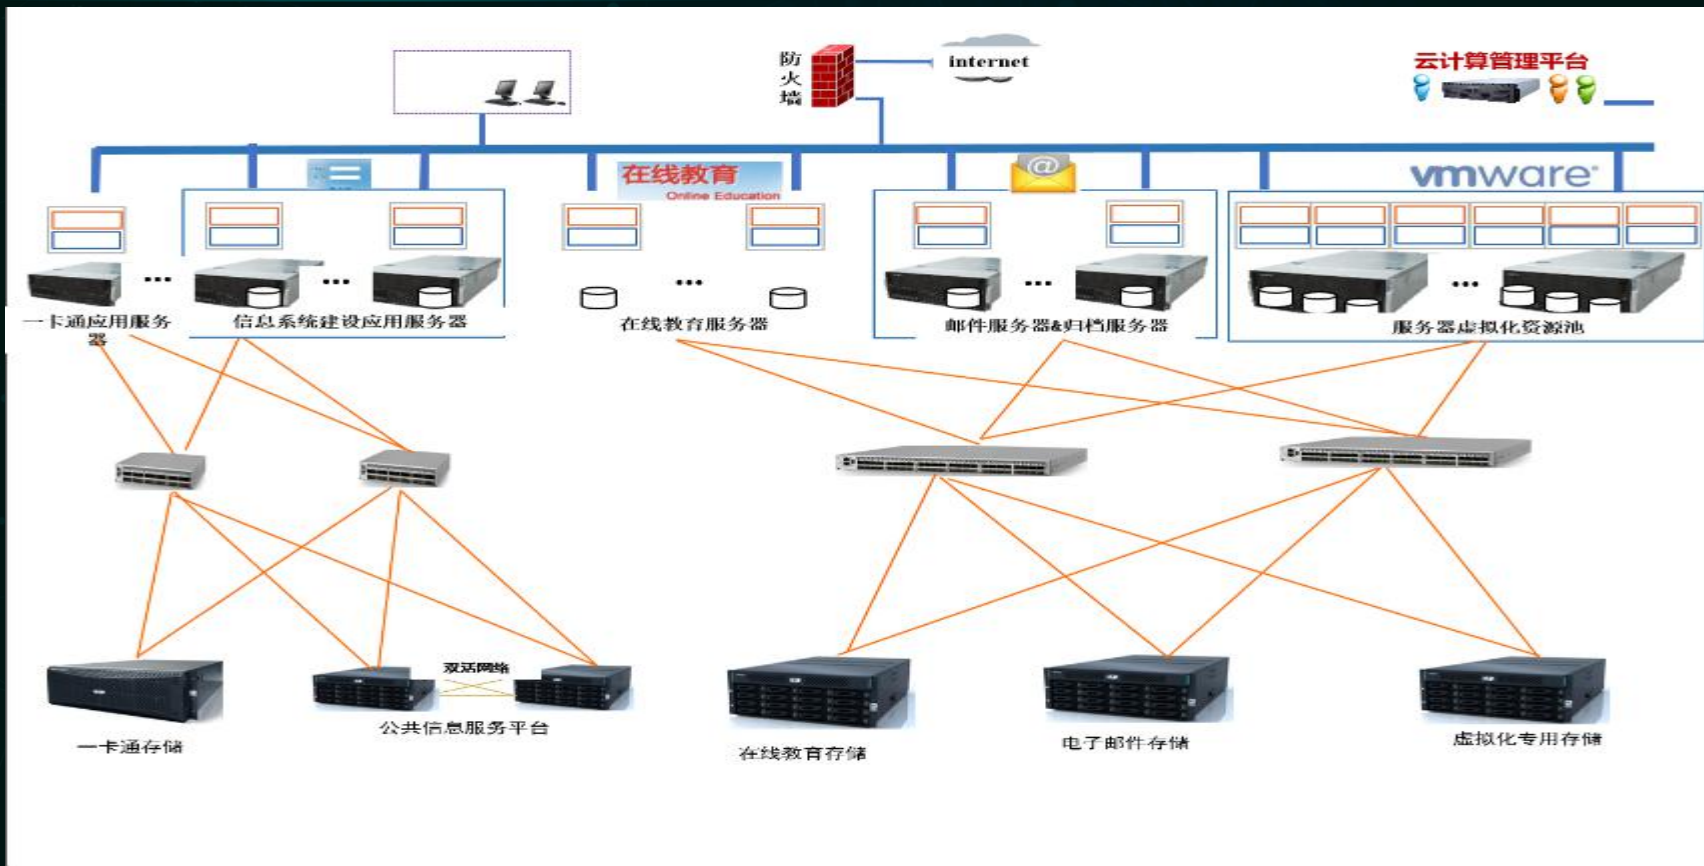 防
火
墙
internet
云计算管理平台
在线教育
Online Education
@
vmware
一卡通应用服务
器
信息系统建设应用服务器
在线教育服务器
邮件服务器&归档服务器
服务器虚拟化资源池
双活网络
一卡通存储
公共信息服务平台
在线教育存储
电子邮件存储
虚拟化专用存储